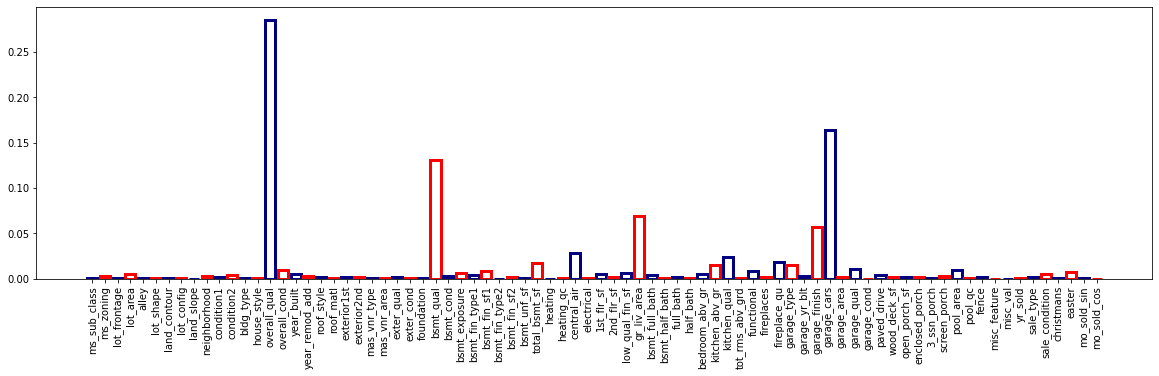 0.25
0.20
0.15
0.10
0.05
0.00
ms_sub_class
ms_zoning
lot_frontage
lot_area
alley
lot_shape
land_contour
lot_config
land_slope
neighborhood
condition1
condition2
bldg_type
house_style
overall_qual
overall_cond
year_built
year_remod_add
roof_style
roof_matl
exterior1st
exterior2nd
mas_vnr_type
mas_vnr_area
exter_qual
exter_cond
foundation
bsmt_qual
bsmt_cond
bsmt_exposure
bsmt_fin_type1
bsmt_fin_sf1
bsmt_fin_type2
bsmt_fin_sf2
bsmt_unf_sf
total_bsmt_sf
heating
heating_qc
central_air
electrical
1st_flr_sf
2nd_flr_sf
low_qual_fin_sf
gr_liv_area
bsmt_full_bath
bsmt_half_bath
full_bath
half_bath
bedroom_abv_gr
kitchen_abv_gr
kitchen_qual
tot_rms_abv_grd
functional
fireplaces
fireplace_qu
garage_type
garage_yr_blt
garage_finish
garage_cars
garage_area
garage_qual
garage_cond
paved_drive
wood_deck_sf
open_porch_sf
enclosed_porch
3_ssn_porch
screen_porch
pool_area
pool_qc
fence
misc_feature
misc_val
yr_sold
sale_type
sale_condition
christmans
easter
mo_sold_sin
mo_sold_cos